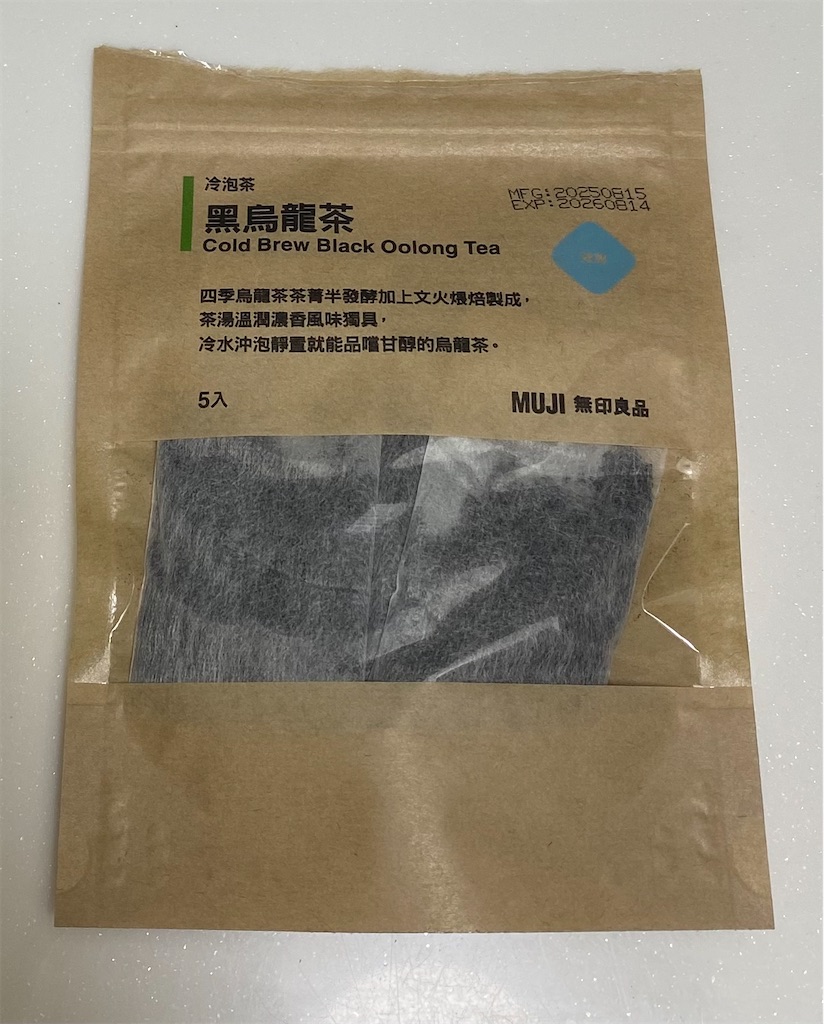 冷泡茶
黑烏龍茶
Cold Brew Black Oolong Tea
MFG:20250815
EXP:20260814
四季烏龍茶茶菁半發酵加上文火煨焙製成，
茶湯溫潤濃香風味獨具，
冷水沖泡靜置就能品嚐甘醇的烏龍茶。
5入
MUJI 無印良品